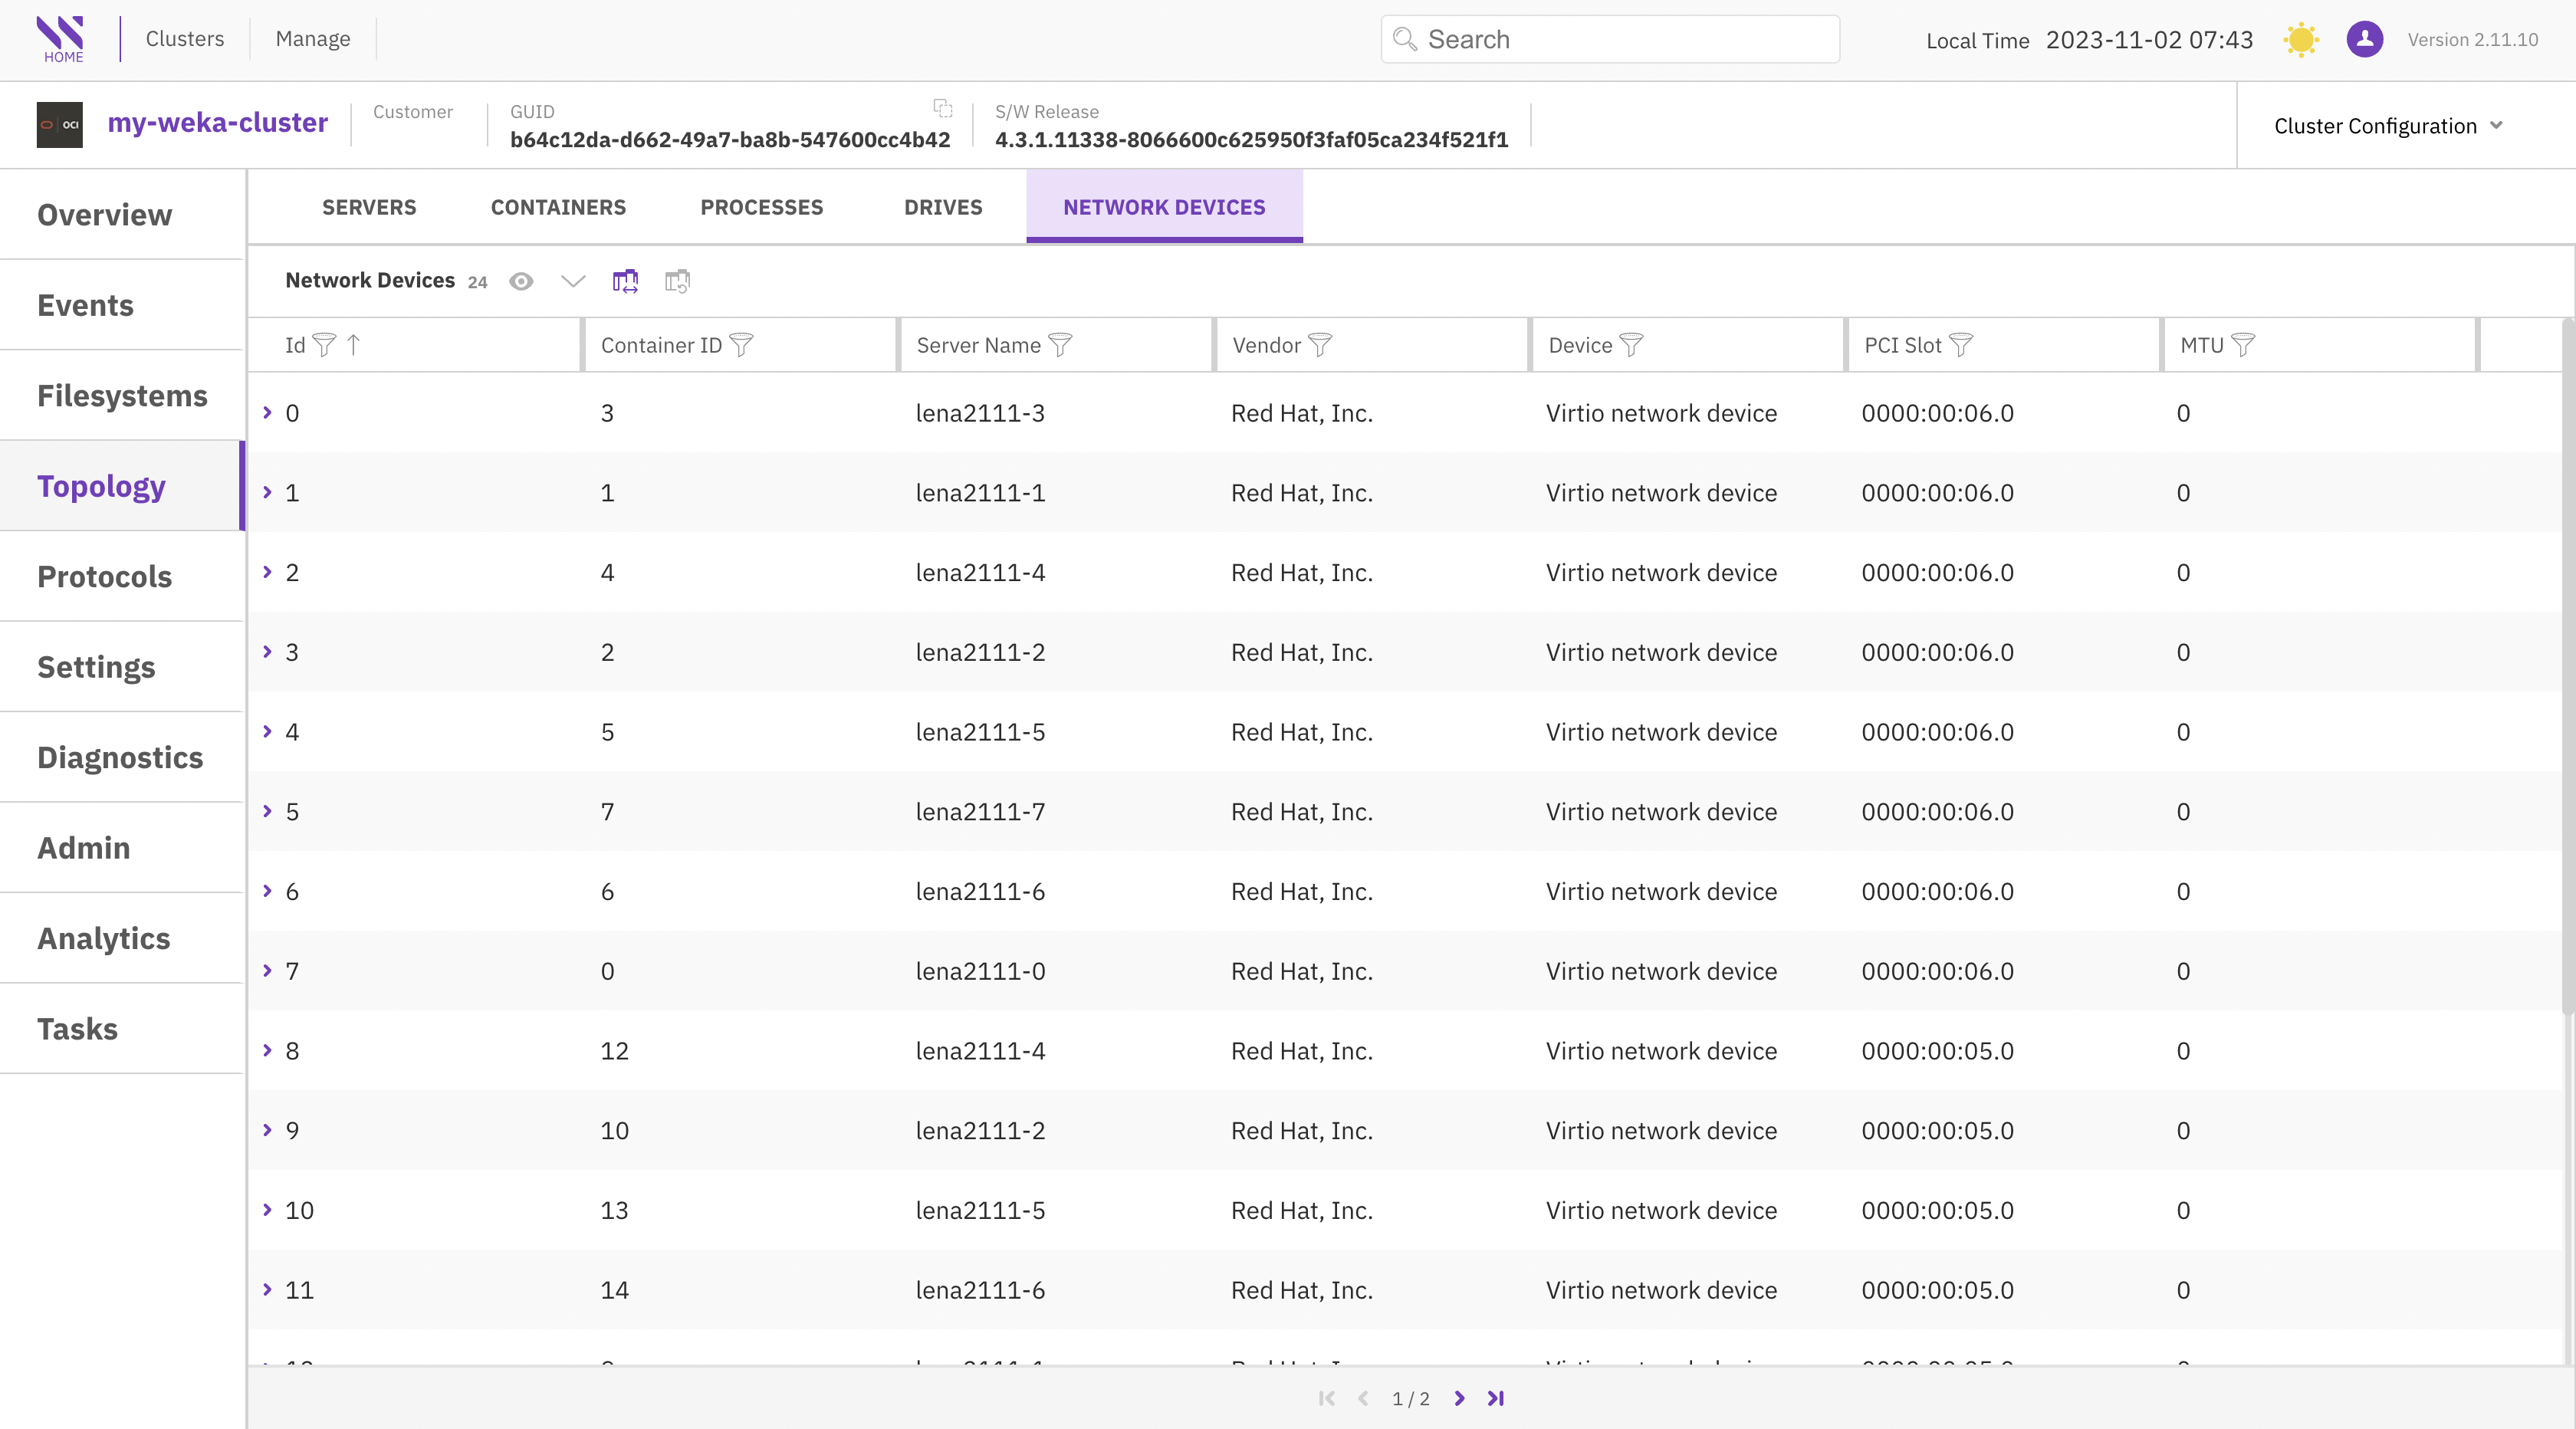 HOME Clusters Manage Search Local Time 2023-11-02 07:43 Version 2.11.10
OCI my-weka-cluster Customer GUID S/W Release Cluster Configuration
b64c12da-d662-49a7-ba8b-547600cc4b42 4.3.1.11338-8066600c625950f3faf05ca234f521f1
Overview
Events
Filesystems
Topology
Protocols
Settings
Diagnostics
Admin
Analytics
Tasks
SERVERS CONTAINERS PROCESSES DRIVES NETWORK DEVICES
Network Devices 24
Id Container ID Server Name Vendor Device PCI Slot MTU
0 3 lena2111-3 Red Hat, Inc. Virtio network device 0000:00:06.0 0
1 1 lena2111-1 Red Hat, Inc. Virtio network device 0000:00:06.0 0
2 4 lena2111-4 Red Hat, Inc. Virtio network device 0000:00:06.0 0
3 2 lena2111-2 Red Hat, Inc. Virtio network device 0000:00:06.0 0
4 5 lena2111-5 Red Hat, Inc. Virtio network device 0000:00:06.0 0
5 7 lena2111-7 Red Hat, Inc. Virtio network device 0000:00:06.0 0
6 6 lena2111-6 Red Hat, Inc. Virtio network device 0000:00:06.0 0
7 0 lena2111-0 Red Hat, Inc. Virtio network device 0000:00:06.0 0
8 12 lena2111-4 Red Hat, Inc. Virtio network device 0000:00:05.0 0
9 10 lena2111-2 Red Hat, Inc. Virtio network device 0000:00:05.0 0
10 13 lena2111-5 Red Hat, Inc. Virtio network device 0000:00:05.0 0
11 14 lena2111-6 Red Hat, Inc. Virtio network device 0000:00:05.0 0
1 / 2